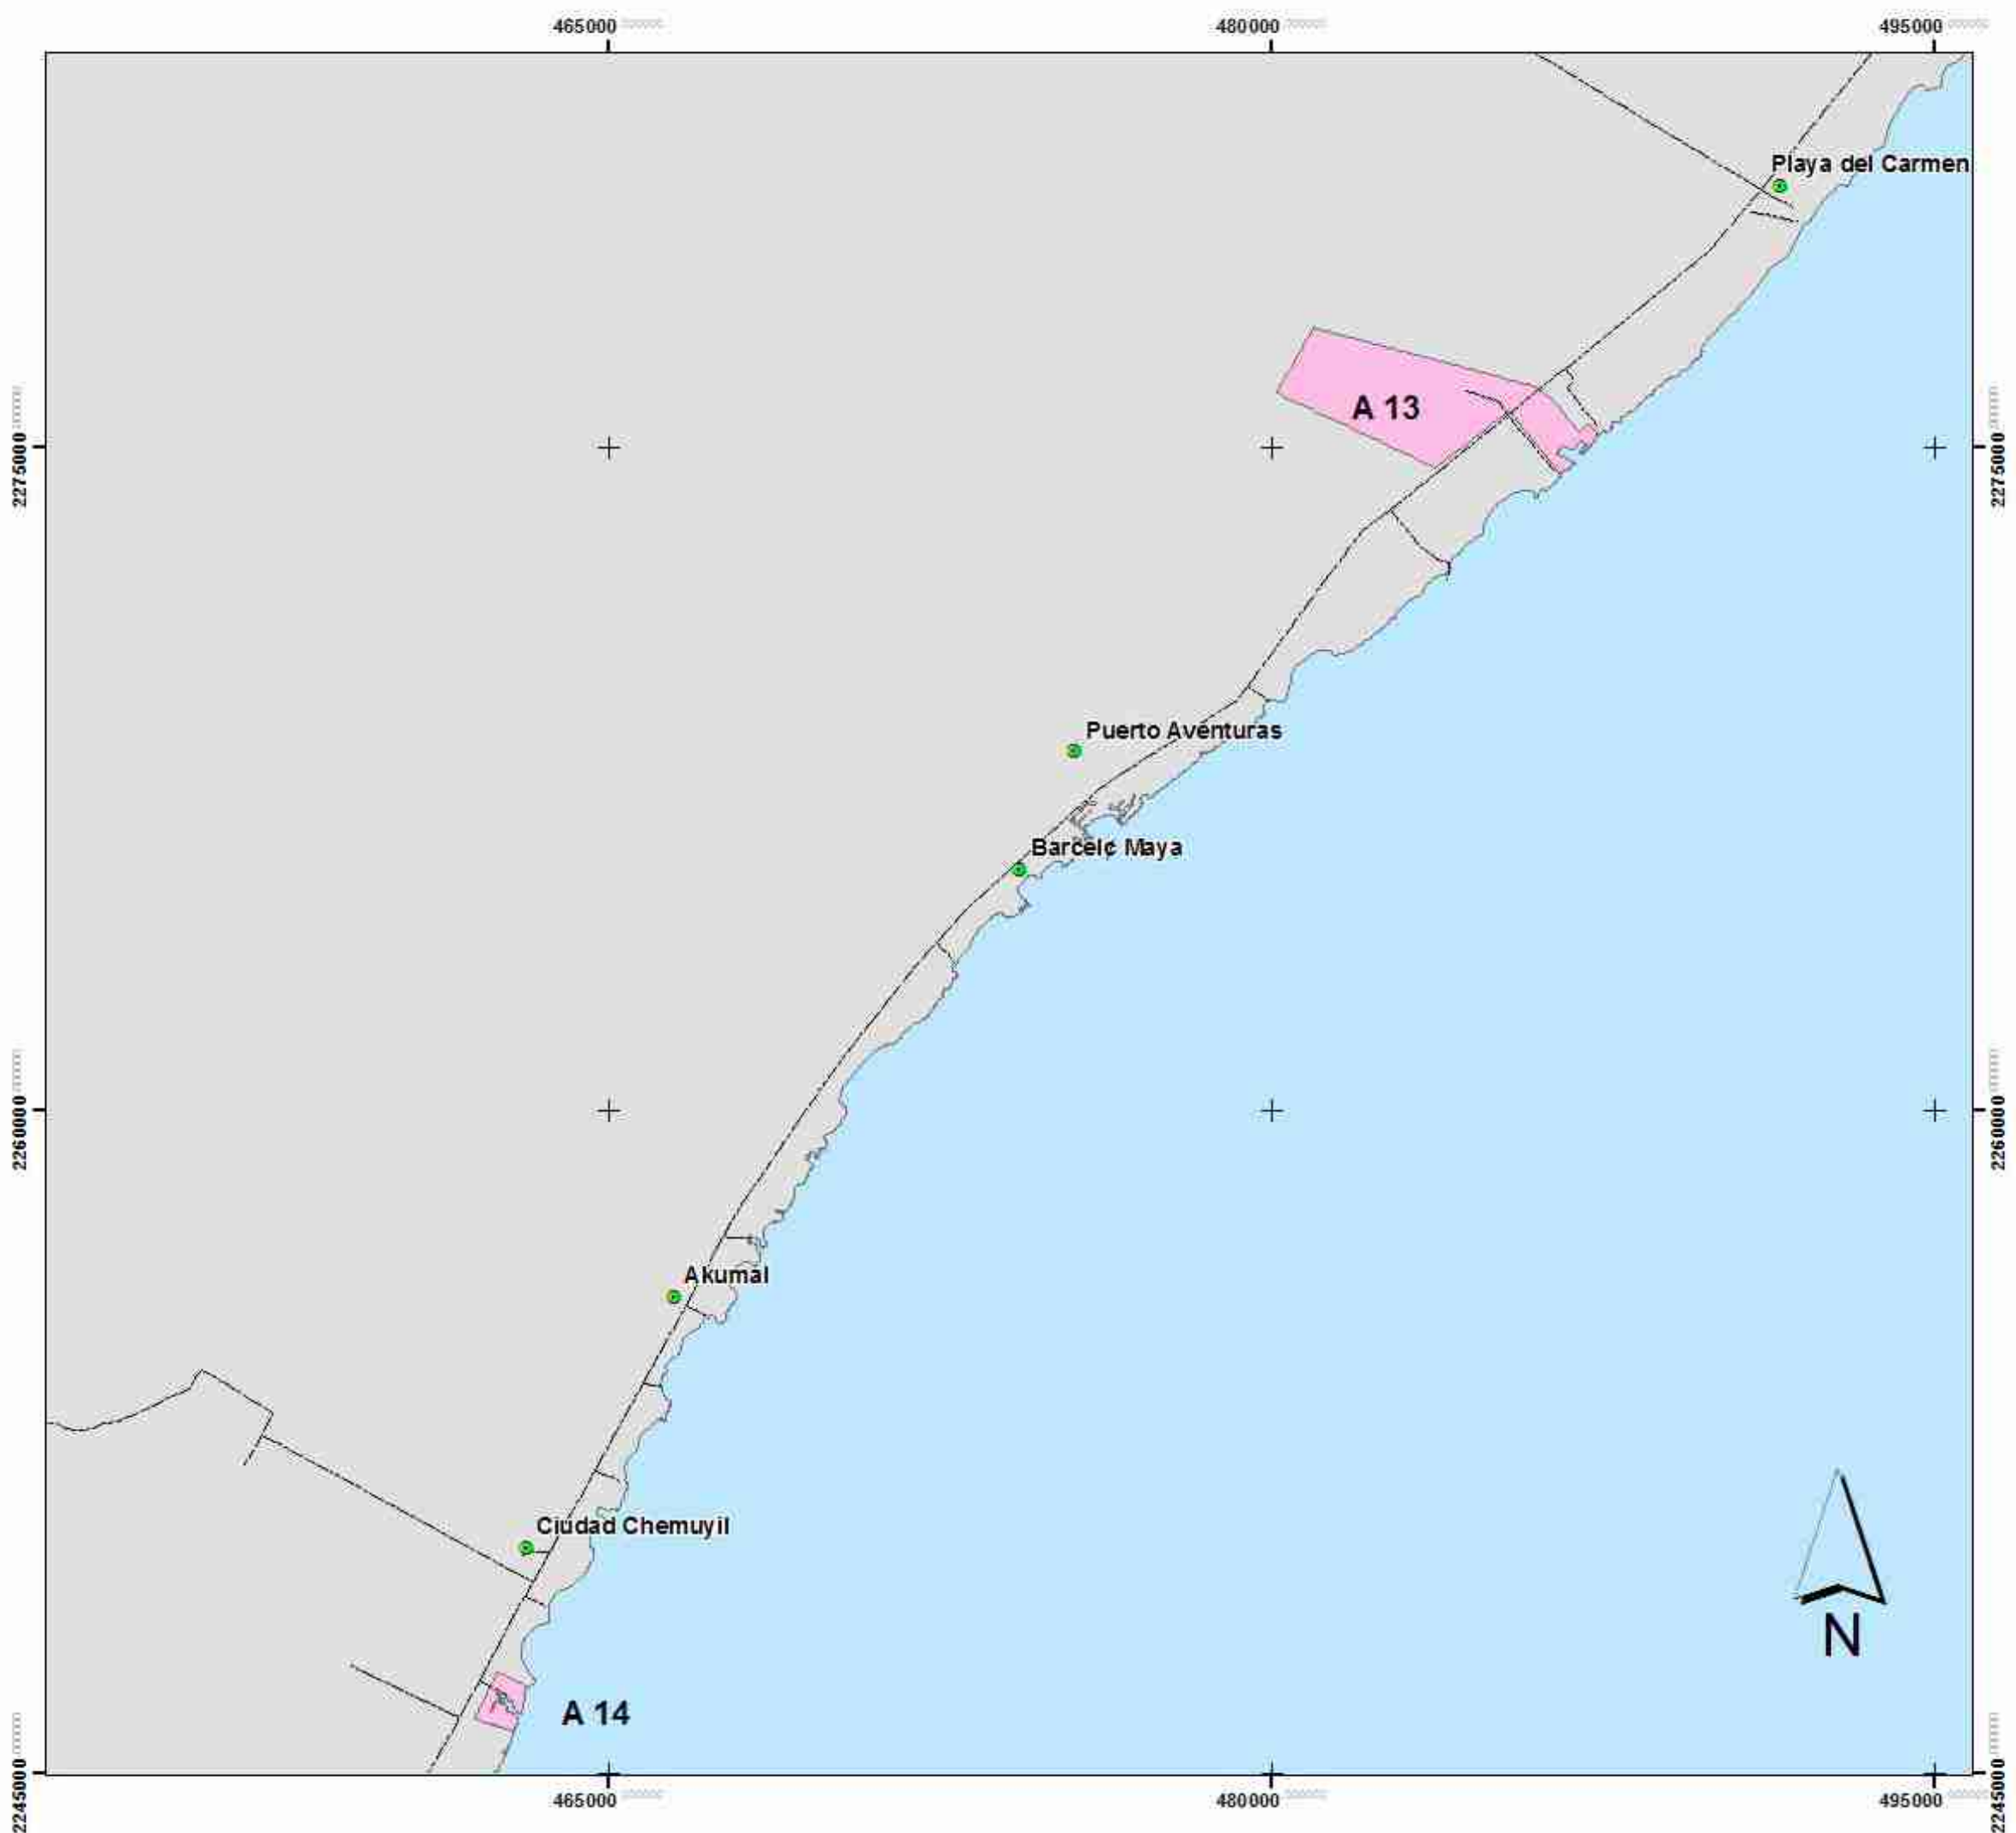 465000 480000 495000
Playa del Carmen
A 13
2275000 2275000
Puerto Aventuras
Barcel¢ Maya
2260000 2260000
Akumal
Ciudad Chemuyil
N
A 14
2245000 2245000
465000 480000 495000